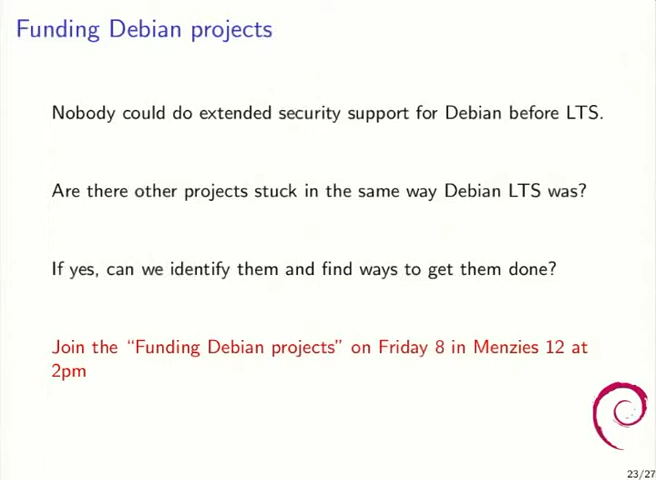 Funding Debian projects
Nobody could do extended security support for Debian before LTS.
Are there other projects stuck in the same way Debian LTS was?
If yes, can we identify them and find ways to get them done?
Join the “Funding Debian projects” on Friday 8 in Menzies 12 at
2pm
23/27